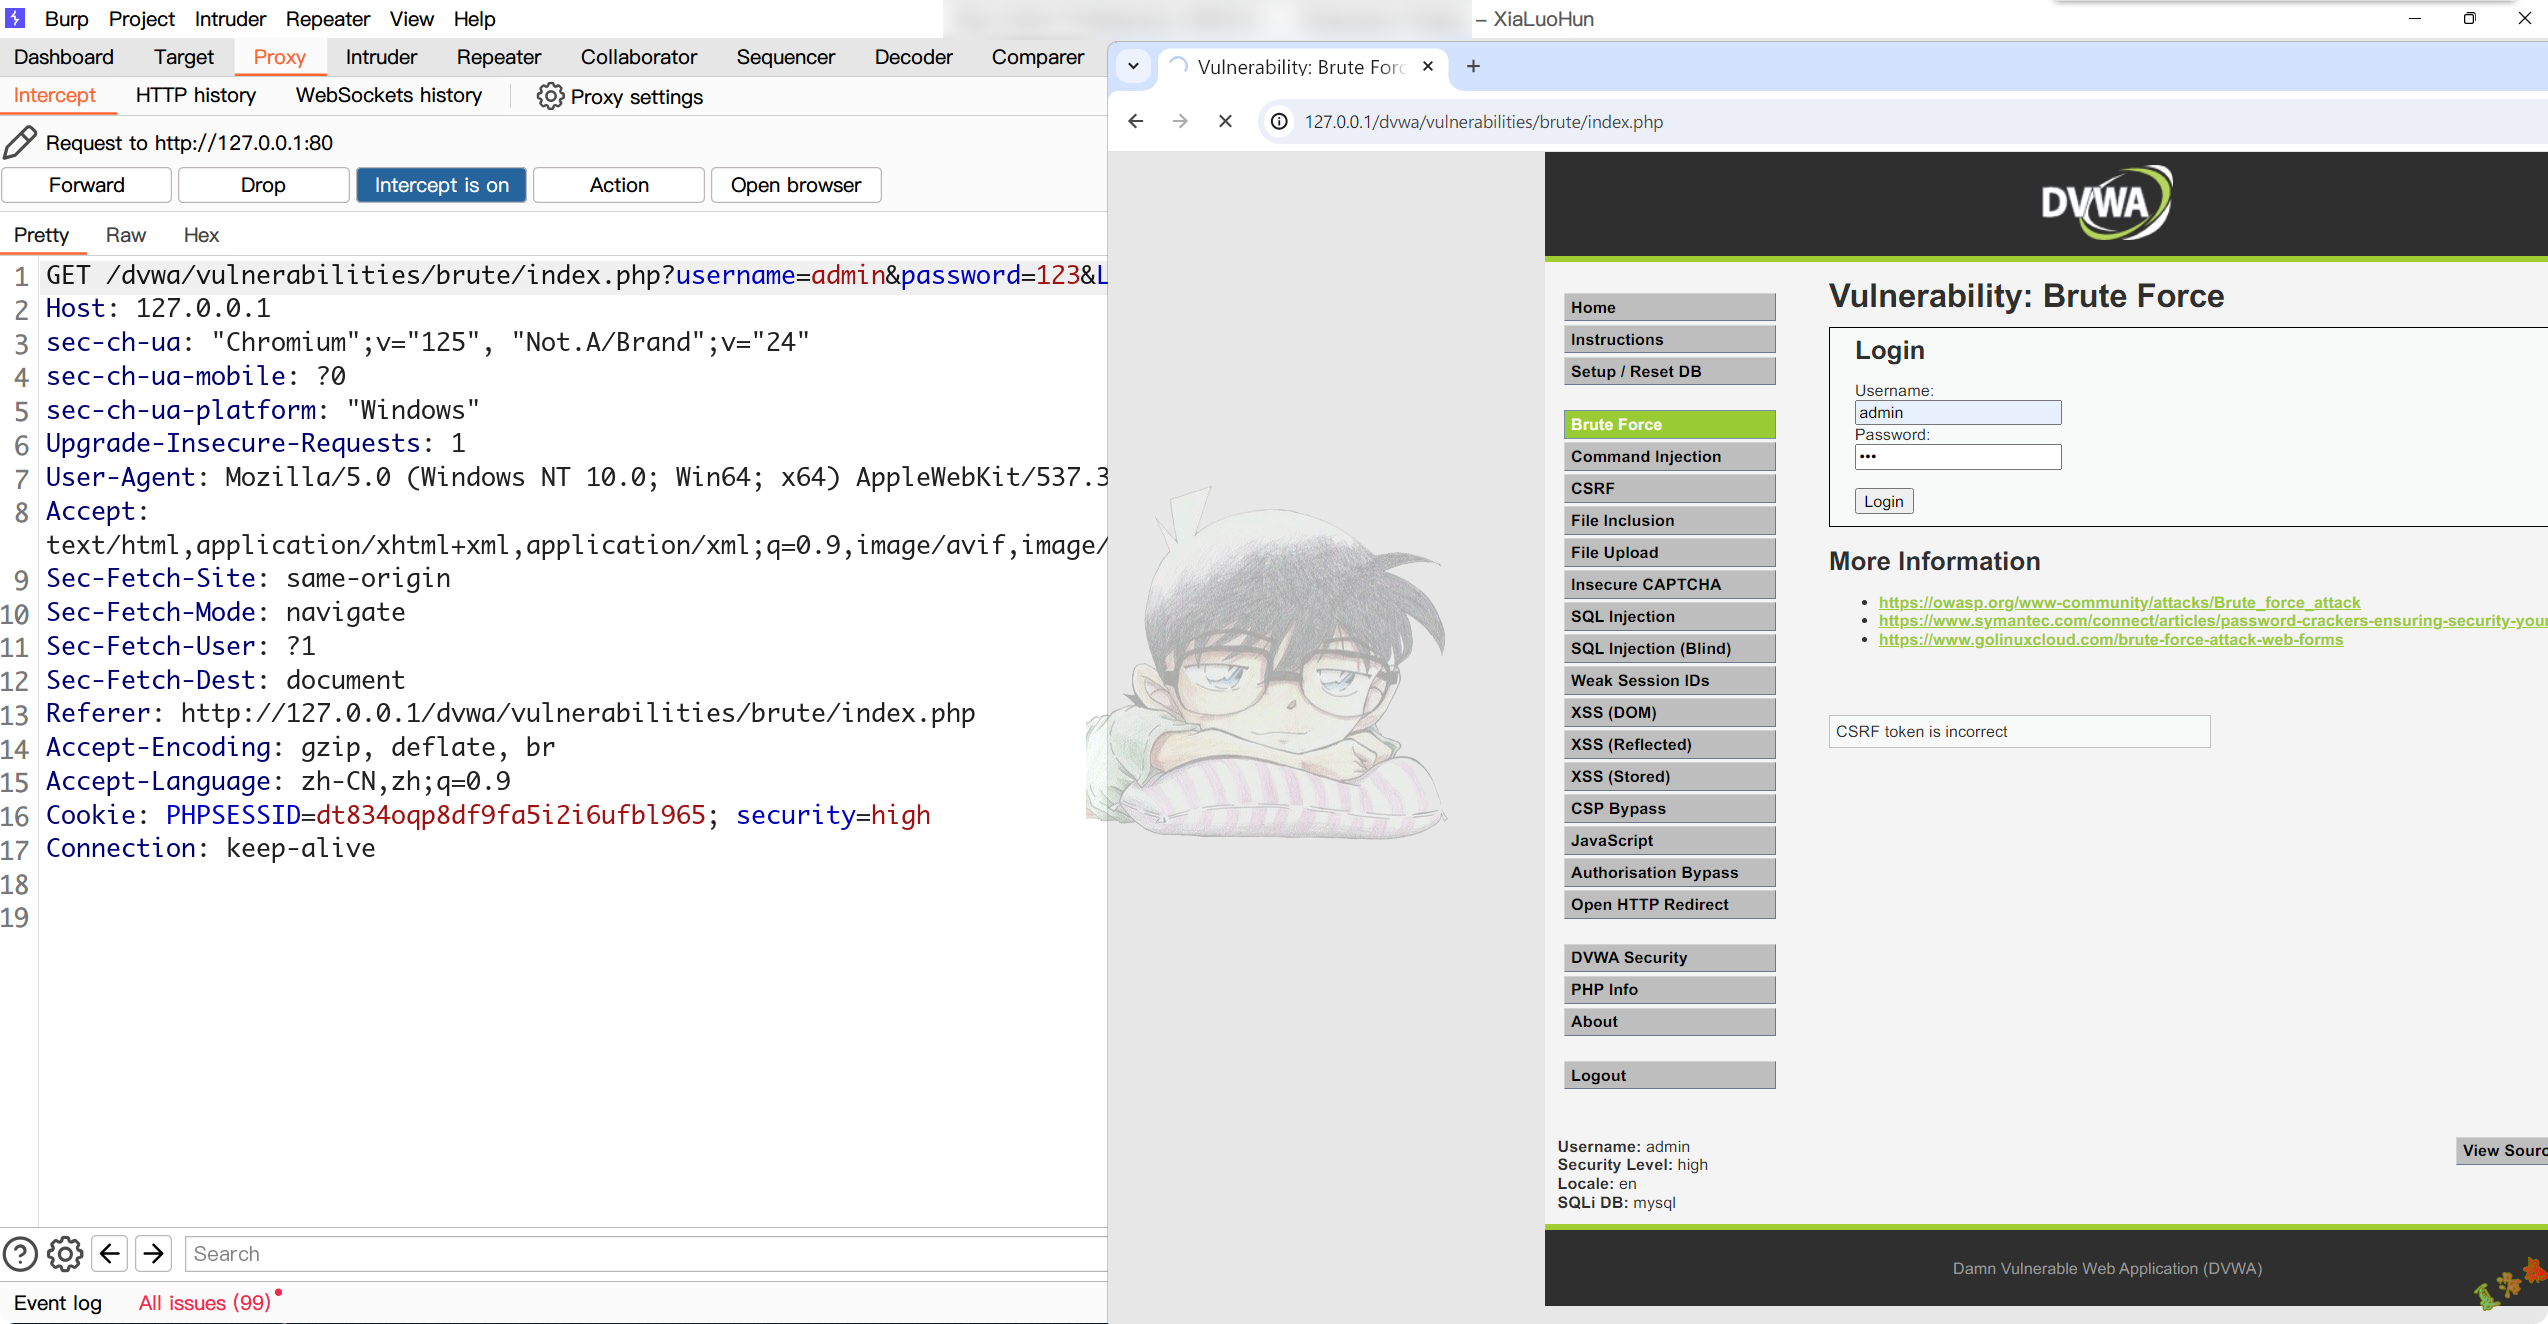 Burp Project Intruder Repeater View Help
– XiaLuoHun
Dashboard Target Proxy Intruder Repeater Collaborator Sequencer Decoder Comparer
Intercept HTTP history WebSockets history Proxy settings
Request to http://127.0.0.1:80
Forward Drop Intercept is on Action Open browser
Pretty Raw Hex
1 GET /dvwa/vulnerabilities/brute/index.php?username=admin&password=123&L
2 Host: 127.0.0.1
3 sec-ch-ua: "Chromium";v="125", "Not.A/Brand";v="24"
4 sec-ch-ua-mobile: ?0
5 sec-ch-ua-platform: "Windows"
6 Upgrade-Insecure-Requests: 1
7 User-Agent: Mozilla/5.0 (Windows NT 10.0; Win64; x64) AppleWebKit/537.3
8 Accept:
text/html,application/xhtml+xml,application/xml;q=0.9,image/avif,image/
9 Sec-Fetch-Site: same-origin
10 Sec-Fetch-Mode: navigate
11 Sec-Fetch-User: ?1
12 Sec-Fetch-Dest: document
13 Referer: http://127.0.0.1/dvwa/vulnerabilities/brute/index.php
14 Accept-Encoding: gzip, deflate, br
15 Accept-Language: zh-CN,zh;q=0.9
16 Cookie: PHPSESSID=dt834oqp8df9fa5i2i6ufbl965; security=high
17 Connection: keep-alive
18
19
Search
Event log All issues (99)
Vulnerability: Brute Forc
127.0.0.1/dvwa/vulnerabilities/brute/index.php
DVWA
Home
Instructions
Setup / Reset DB
Brute Force
Command Injection
CSRF
File Inclusion
File Upload
Insecure CAPTCHA
SQL Injection
SQL Injection (Blind)
Weak Session IDs
XSS (DOM)
XSS (Reflected)
XSS (Stored)
CSP Bypass
JavaScript
Authorisation Bypass
Open HTTP Redirect
DVWA Security
PHP Info
About
Logout
Vulnerability: Brute Force
Login
Username:
admin
Password:
•••
Login
More Information
• https://owasp.org/www-community/attacks/Brute_force_attack
• https://www.symantec.com/connect/articles/password-crackers-ensuring-security-your
• https://www.golinuxcloud.com/brute-force-attack-web-forms
CSRF token is incorrect
Username: admin
Security Level: high
Locale: en
SQLi DB: mysql
View Sourc
Damn Vulnerable Web Application (DVWA)